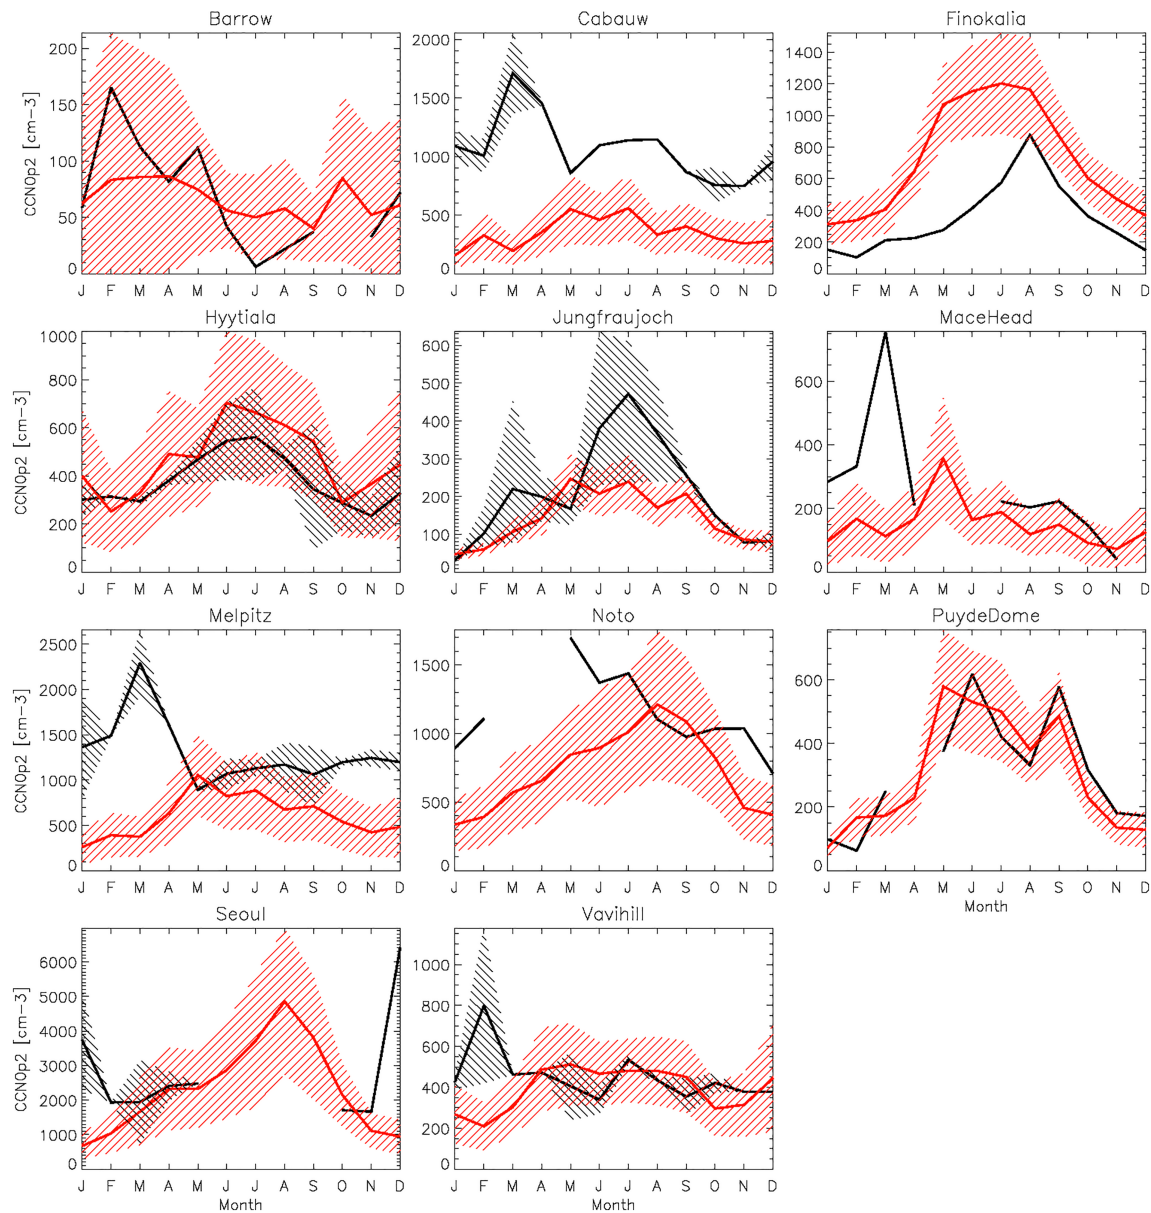 Barrow
CCN0p2 [cm-3]
200
150
100
50
0
J F M A M J J A S O N D
Cabauw
2000
1500
1000
500
0
J F M A M J J A S O N D
Finokalia
1400
1200
1000
800
600
400
200
0
J F M A M J J A S O N D
Hyytiala
CCN0p2 [cm-3]
1000
800
600
400
200
0
J F M A M J J A S O N D
Jungfraujoch
600
500
400
300
200
100
0
J F M A M J J A S O N D
MaceHead
600
400
200
0
J F M A M J J A S O N D
Melpitz
CCN0p2 [cm-3]
2500
2000
1500
1000
500
0
J F M A M J J A S O N D
Noto
1500
1000
500
0
J F M A M J J A S O N D
PuydeDome
600
400
200
0
J F M A M J J A S O N D
Month
Seoul
CCN0p2 [cm-3]
6000
5000
4000
3000
2000
1000
0
J F M A M J J A S O N D
Month
Vavihill
1000
800
600
400
200
0
J F M A M J J A S O N D
Month